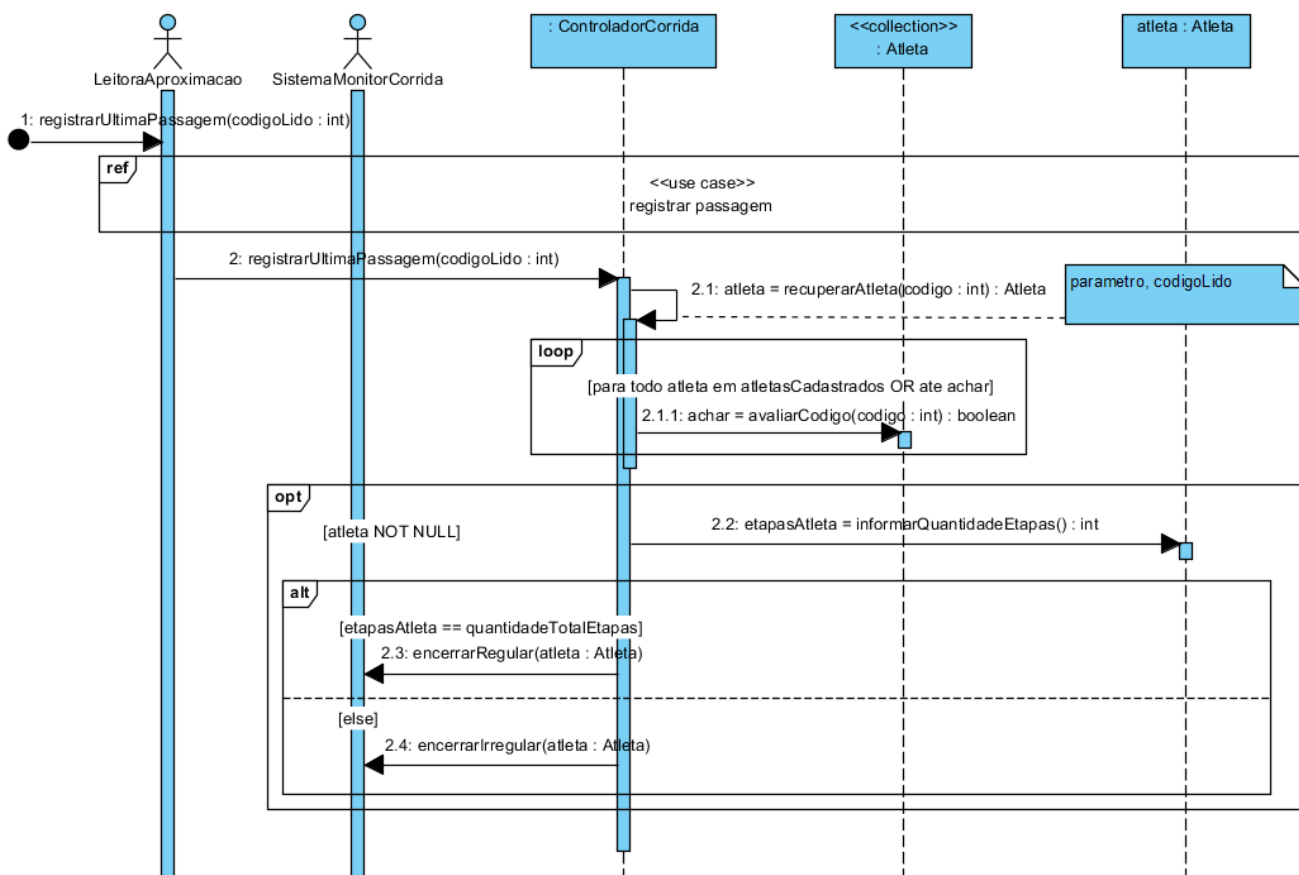 LeitoraAproximacao
SistemaMonitorCorrida
: ControladorCorrida
<<collection>>
: Atleta
atleta : Atleta
1: registrarUltimaPassagem(codigoLido : int)
ref
<<use case>>
registrar passagem
2: registrarUltimaPassagem(codigoLido : int)
2.1: atleta = recuperarAtleta(codigo : int) : Atleta
parametro, codigoLido
loop
[para todo atleta em atletasCadastrados OR ate achar]
2.1.1: achar = avaliarCodigo(codigo : int) : boolean
opt
[atleta NOT NULL]
2.2: etapasAtleta = informarQuantidadeEtapas() : int
alt
[etapasAtleta == quantidadeTotalEtapas]
2.3: encerrarRegular(atleta : Atleta)
[else]
2.4: encerrarIrregular(atleta : Atleta)